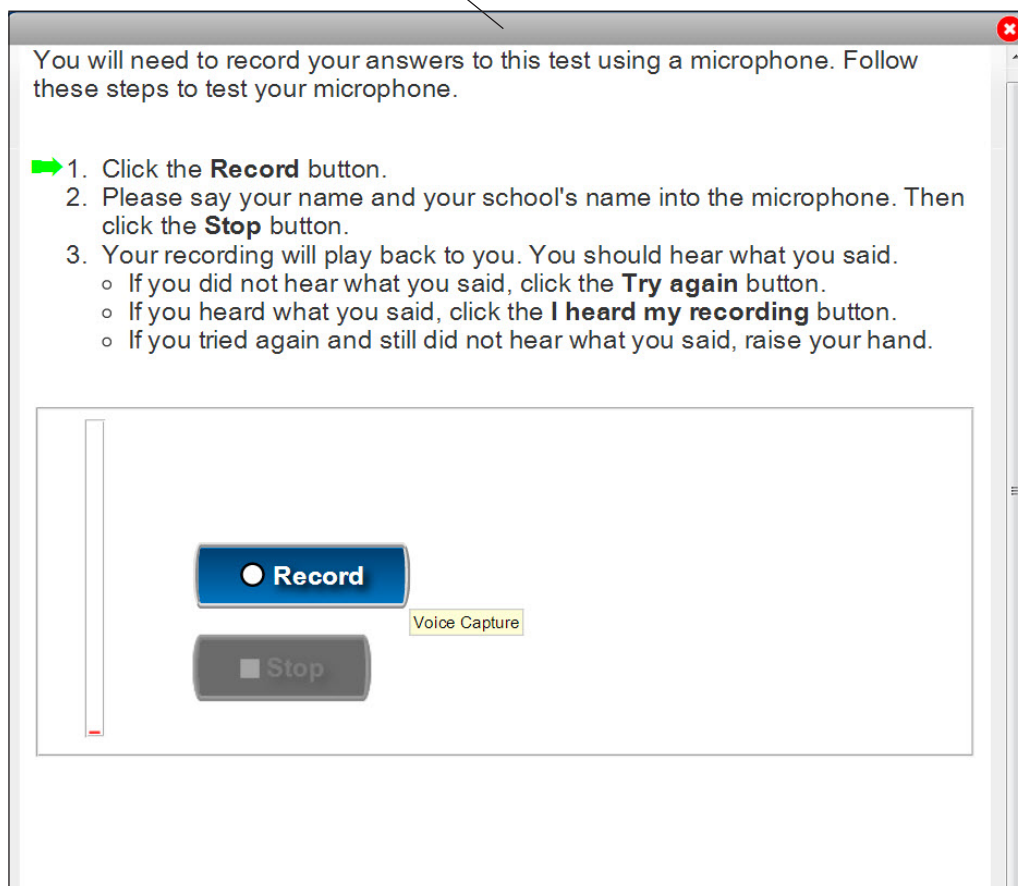 You will need to record your answers to this test using a microphone. Follow
these steps to test your microphone.
1. Click the Record button.
2. Please say your name and your school's name into the microphone. Then
click the Stop button.
3. Your recording will play back to you. You should hear what you said.
If you did not hear what you said, click the Try again button.
If you heard what you said, click the I heard my recording button.
If you tried again and still did not hear what you said, raise your hand.
Record
Voice Capture
Stop